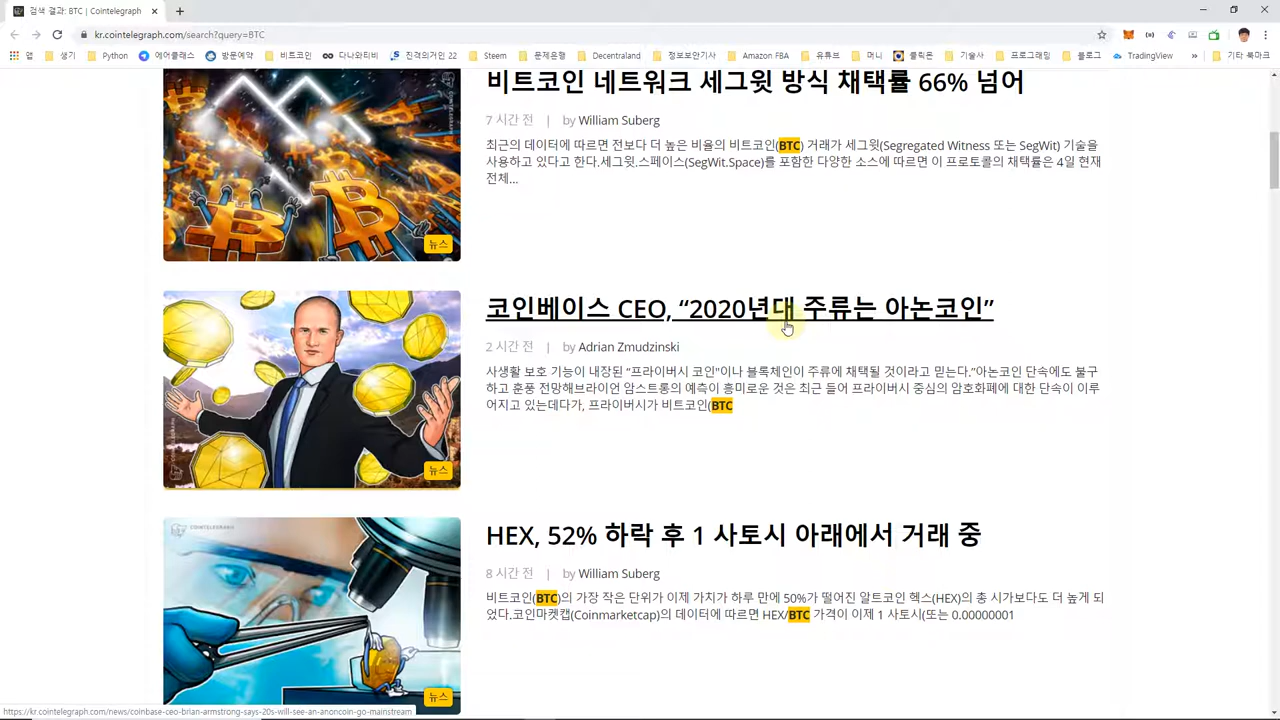 검색 결과: BTC | Cointelegraph
kr.cointelegraph.com/search?query=BTC
앱 생기 Python 에어클래스 방문예약 비트코인 다나와티비 진격의거인 22 Steem 문제은행 Decentraland 정보보안기사 Amazon FBA 유튜브 머니 클릭온 기술사 프로그래밍 블로그 TradingView » 기타 북마크
비트코인 네트워크 세그윗 방식 채택률 66% 넘어
7 시간 전 | by William Suberg
최근의 데이터에 따르면 전보다 더 높은 비율의 비트코인(BTC) 거래가 세그윗(Segregated Witness 또는 SegWit) 기술을
사용하고 있다고 한다.세그윗.스페이스(SegWit.Space)를 포함한 다양한 소스에 따르면 이 프로토콜의 채택률은 4일 현재
전체...
뉴스
코인베이스 CEO, “2020년대 주류는 아논코인”
2 시간 전 | by Adrian Zmudzinski
사생활 보호 기능이 내장된 “프라이버시 코인"이나 블록체인이 주류에 채택될 것이라고 믿는다.”아논코인 단속에도 불구
하고 훈풍 전망해브라이언 암스트롱의 예측이 흥미로운 것은 최근 들어 프라이버시 중심의 암호화폐에 대한 단속이 이루
어지고 있는데다가, 프라이버시가 비트코인(BTC
뉴스
COINTELEGRAPH
HEX, 52% 하락 후 1 사토시 아래에서 거래 중
8 시간 전 | by William Suberg
비트코인(BTC)의 가장 작은 단위가 이제 가치가 하루 만에 50%가 떨어진 알트코인 헥스(HEX)의 총 시가보다도 더 높게 되
었다.코인마켓캡(Coinmarketcap)의 데이터에 따르면 HEX/BTC 가격이 이제 1 사토시(또는 0.00000001
뉴스
https://kr.cointelegraph.com/news/coinbase-ceo-brian-armstrong-says-20s-will-see-an-anoncoin-go-mainstream